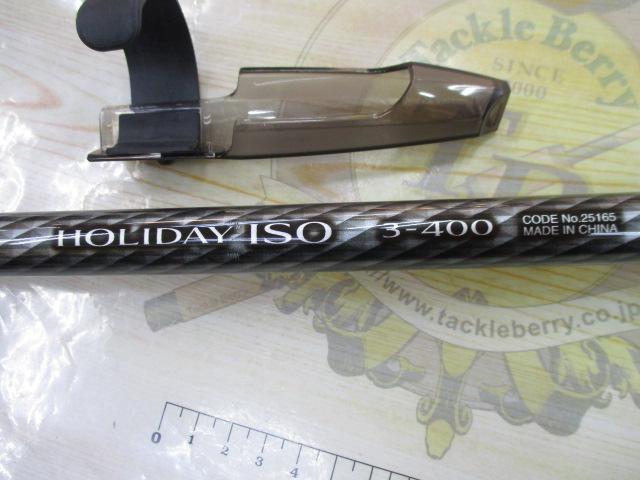 Tackle Berry
SINCE
HOLIDAY ISO 3-400 CODE No.25165
MADE IN CHINA
www.tackleberry.co.jp
0 1 2 3 4